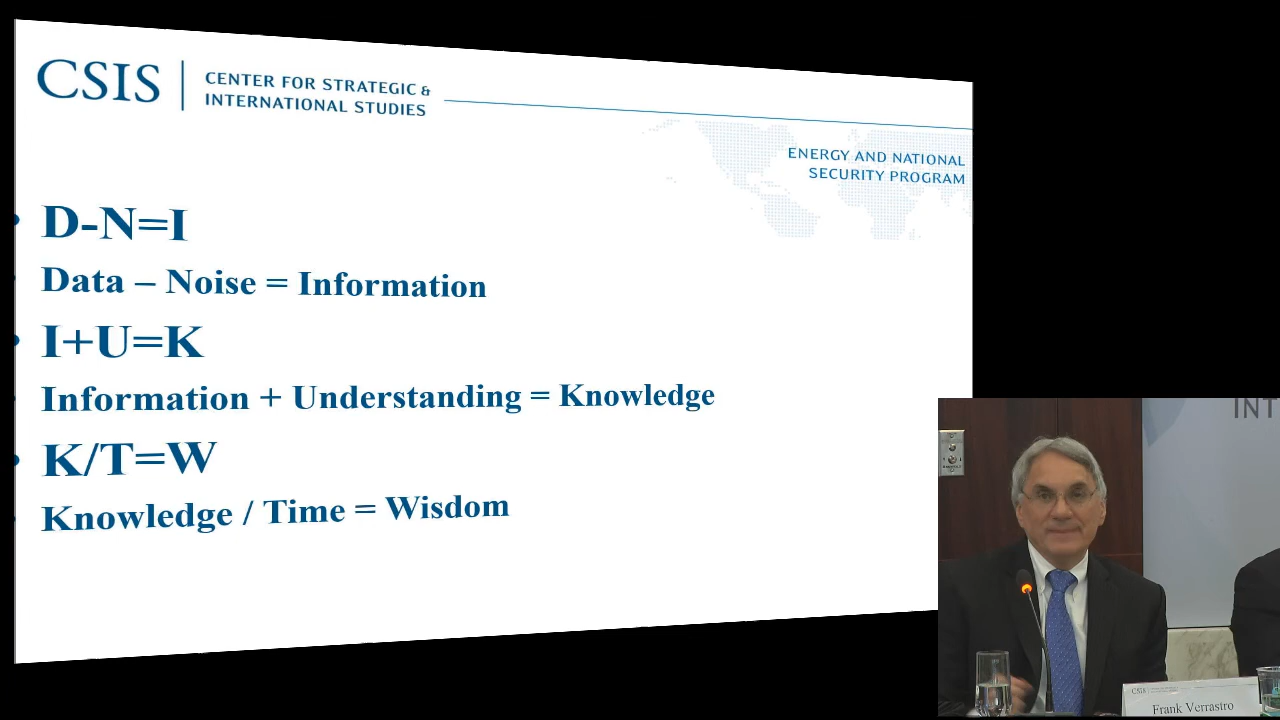 CSIS
CENTER FOR STRATEGIC &
INTERNATIONAL STUDIES
ENERGY AND NATIONAL
SECURITY PROGRAM
• D-N=I
Data – Noise = Information
• I+U=K
Information + Understanding = Knowledge
• K/T=W
Knowledge / Time = Wisdom
INT
CSIS
Frank Verrastro